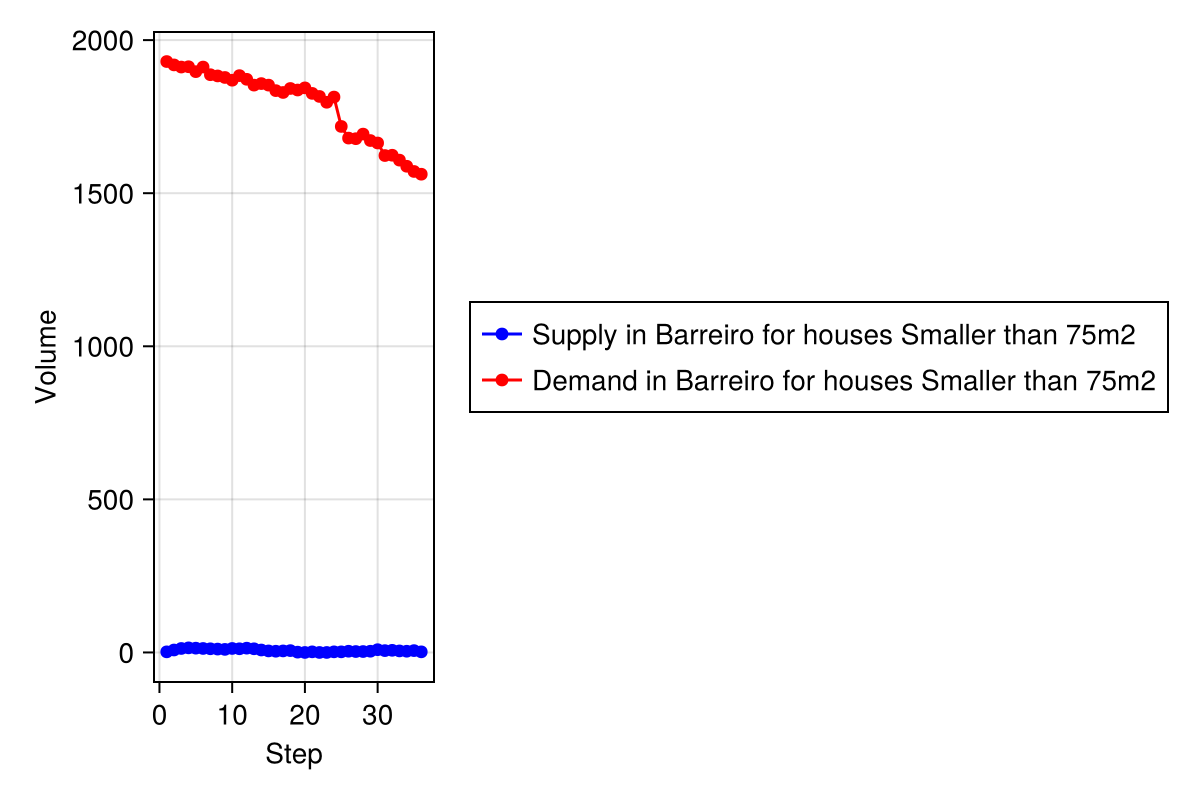 2000
1500
1000
500
0
Volume
0 10 20 30
Step
Supply in Barreiro for houses Smaller than 75m2
Demand in Barreiro for houses Smaller than 75m2